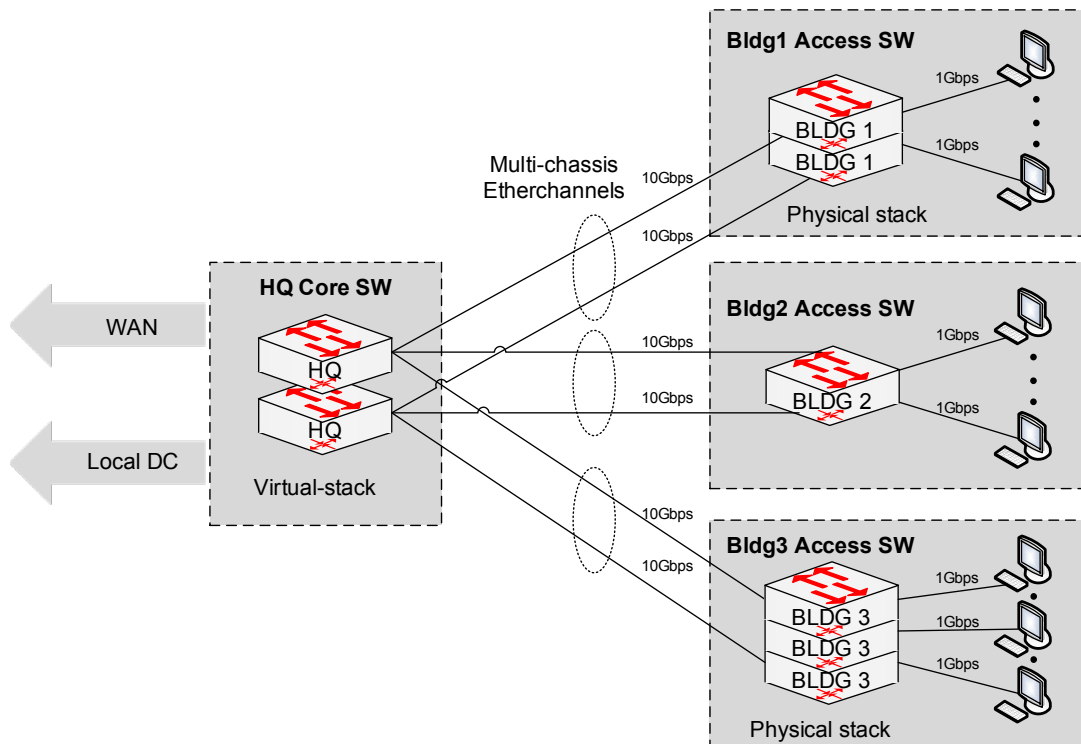 Bldg1 Access SW
1Gbps
BLDG 1
BLDG 1
1Gbps
Physical stack
Multi-chassis
Etherchannels
10Gbps
10Gbps
HQ Core SW
HQ
HQ
Virtual-stack
WAN
Local DC
Bldg2 Access SW
10Gbps
10Gbps
BLDG 2
1Gbps
1Gbps
Bldg3 Access SW
10Gbps
10Gbps
BLDG 3
BLDG 3
BLDG 3
1Gbps
1Gbps
1Gbps
Physical stack